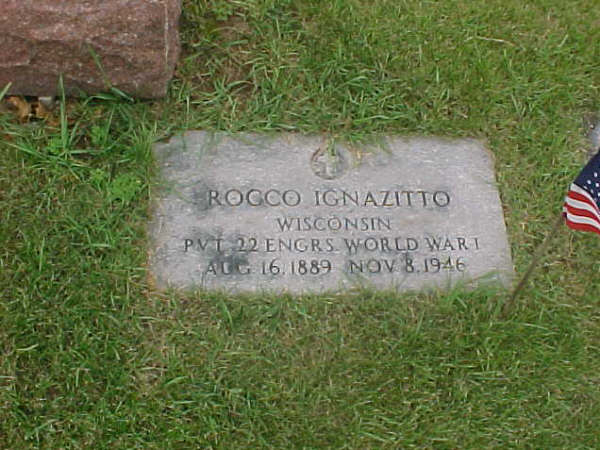 ROCCO IGNAZITTO
WISCONSIN
PVT 22 ENGRS WORLD WAR I
AUG 16, 1889 NOV 8, 1946